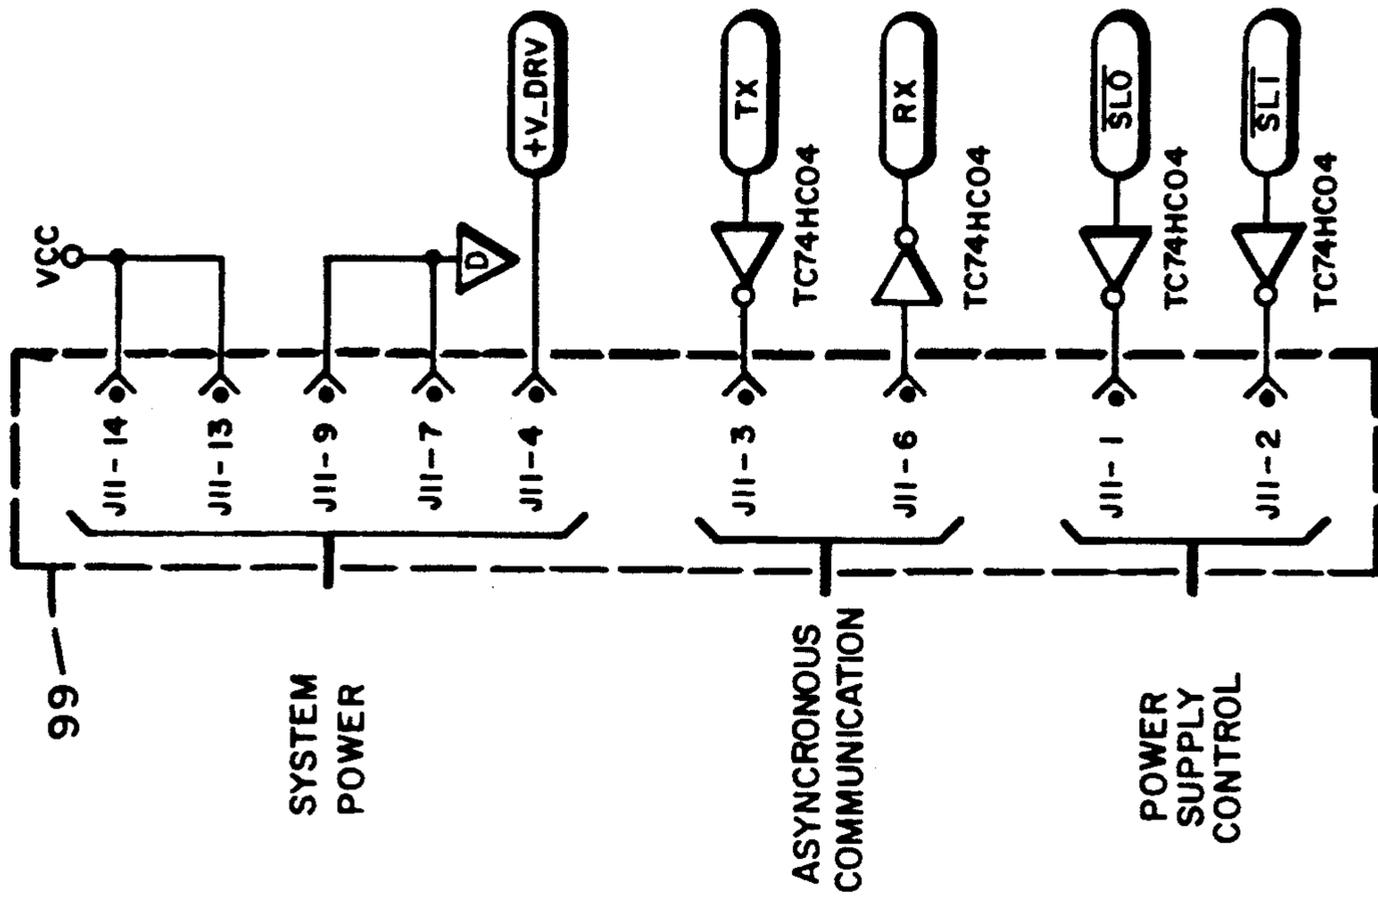 99
SYSTEM
POWER
J11-14
J11-13
J11-9
J11-7
J11-4
VCC
D
+V_DRV
ASYNCRONOUS
COMMUNICATION
J11-3
J11-6
TC74HC04
TX
TC74HC04
RX
POWER
SUPPLY
CONTROL
J11-1
J11-2
TC74HC04
SLO
TC74HC04
SLI